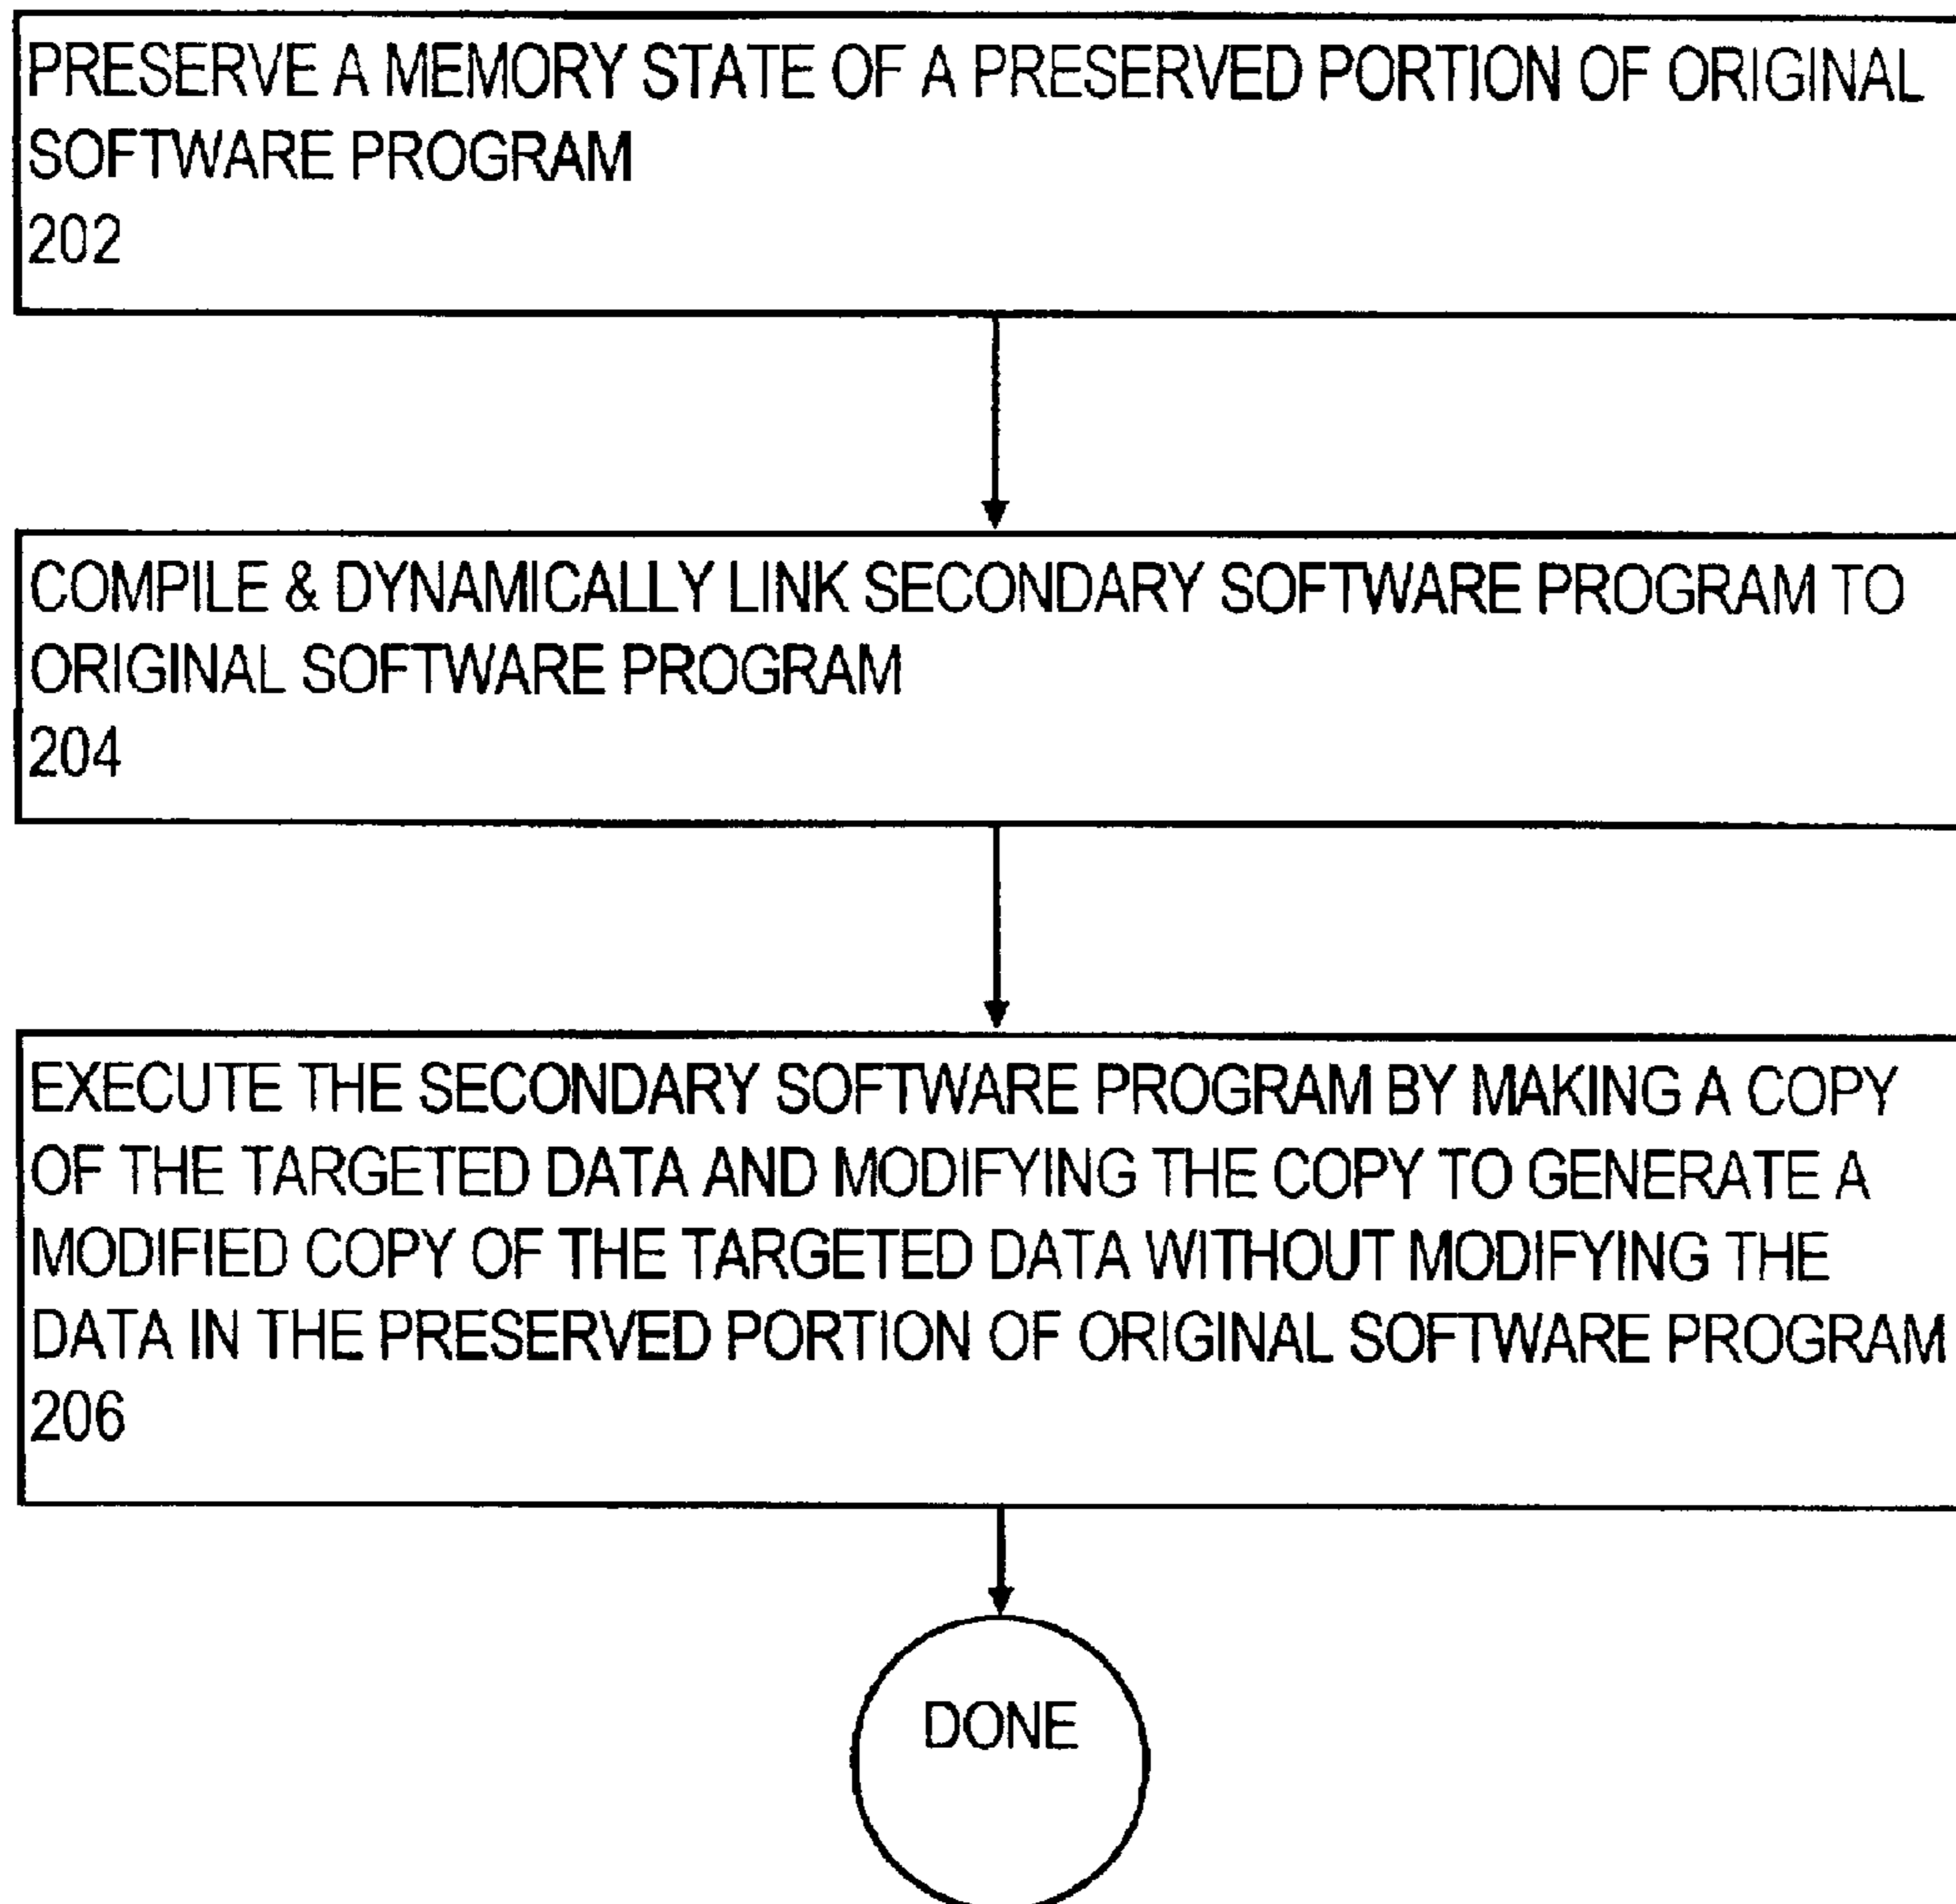 PRESERVE A MEMORY STATE OF A PRESERVED PORTION OF ORIGINAL
SOFTWARE PROGRAM
202
COMPILE & DYNAMICALLY LINK SECONDARY SOFTWARE PROGRAM TO
ORIGINAL SOFTWARE PROGRAM
204
EXECUTE THE SECONDARY SOFTWARE PROGRAM BY MAKING A COPY
OF THE TARGETED DATA AND MODIFYING THE COPY TO GENERATE A
MODIFIED COPY OF THE TARGETED DATA WITHOUT MODIFYING THE
DATA IN THE PRESERVED PORTION OF ORIGINAL SOFTWARE PROGRAM
206
DONE